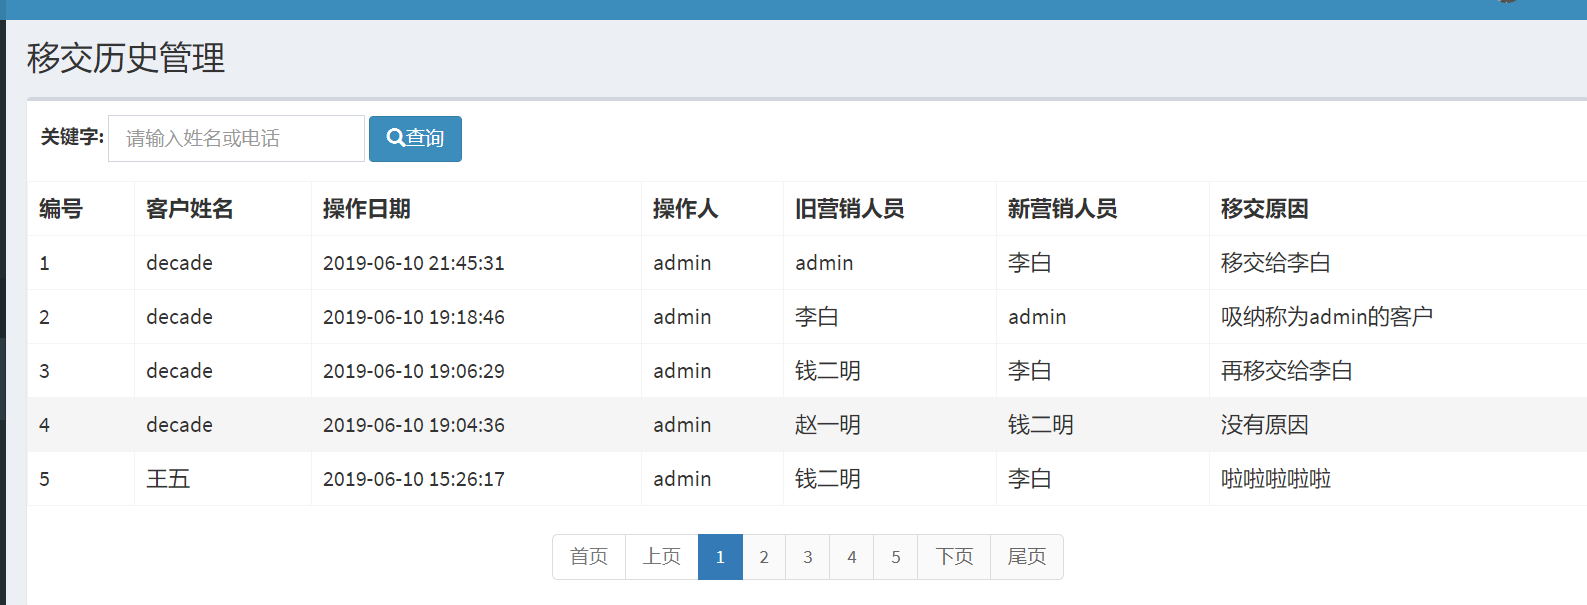 移交历史管理
关键字: 请输入姓名或电话 查询
编号 客户姓名 操作日期 操作人 旧营销人员 新营销人员 移交原因
1 decade 2019-06-10 21:45:31 admin admin 李白 移交给李白
2 decade 2019-06-10 19:18:46 admin 李白 admin 吸纳称为admin的客户
3 decade 2019-06-10 19:06:29 admin 钱二明 李白 再移交给李白
4 decade 2019-06-10 19:04:36 admin 赵一明 钱二明 没有原因
5 王五 2019-06-10 15:26:17 admin 钱二明 李白 啦啦啦啦啦
首页 上页 1 2 3 4 5 下页 尾页